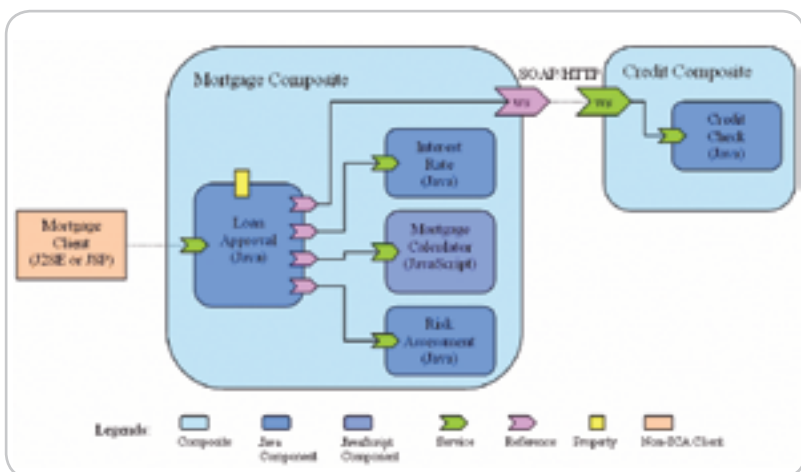 SOAP/HTTP
Mortgage Composite
Credit Composite
WS
WS
Credit
Check
(Java)
Interest
Rate
(Java)
Loan
Approval
(Java)
Mortgage
Client
(J2SE or JSP)
Mortgage
Calculator
(JavaScript)
Risk
Assessment
(Java)
Legends:
Composite
Java
Component
JavaScript
Component
Service
Reference
Property
Non-SCA Client